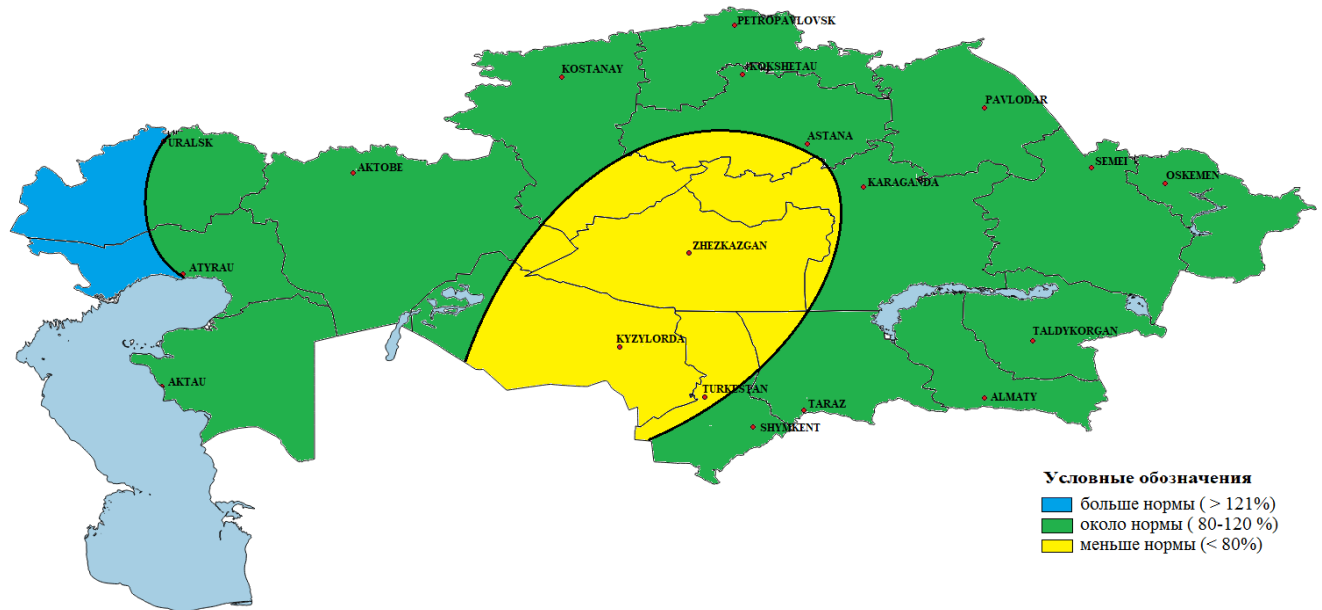 PETROPAVLOVSK
KOSTANAY
KOKSHETAU
PAVLODAR
URALSK
ASTANA
AKTOBE
SEMEI
KARAGANDA
OSKEMEN
ZHEZKAZGAN
ATYRAU
KYZYLORDA
TALDYKORGAN
AKTAU
TURKESTAN
TARAZ
ALMATY
SHYMKENT
Условные обозначения
больше нормы ( > 121%)
около нормы ( 80-120 %)
меньше нормы (< 80%)